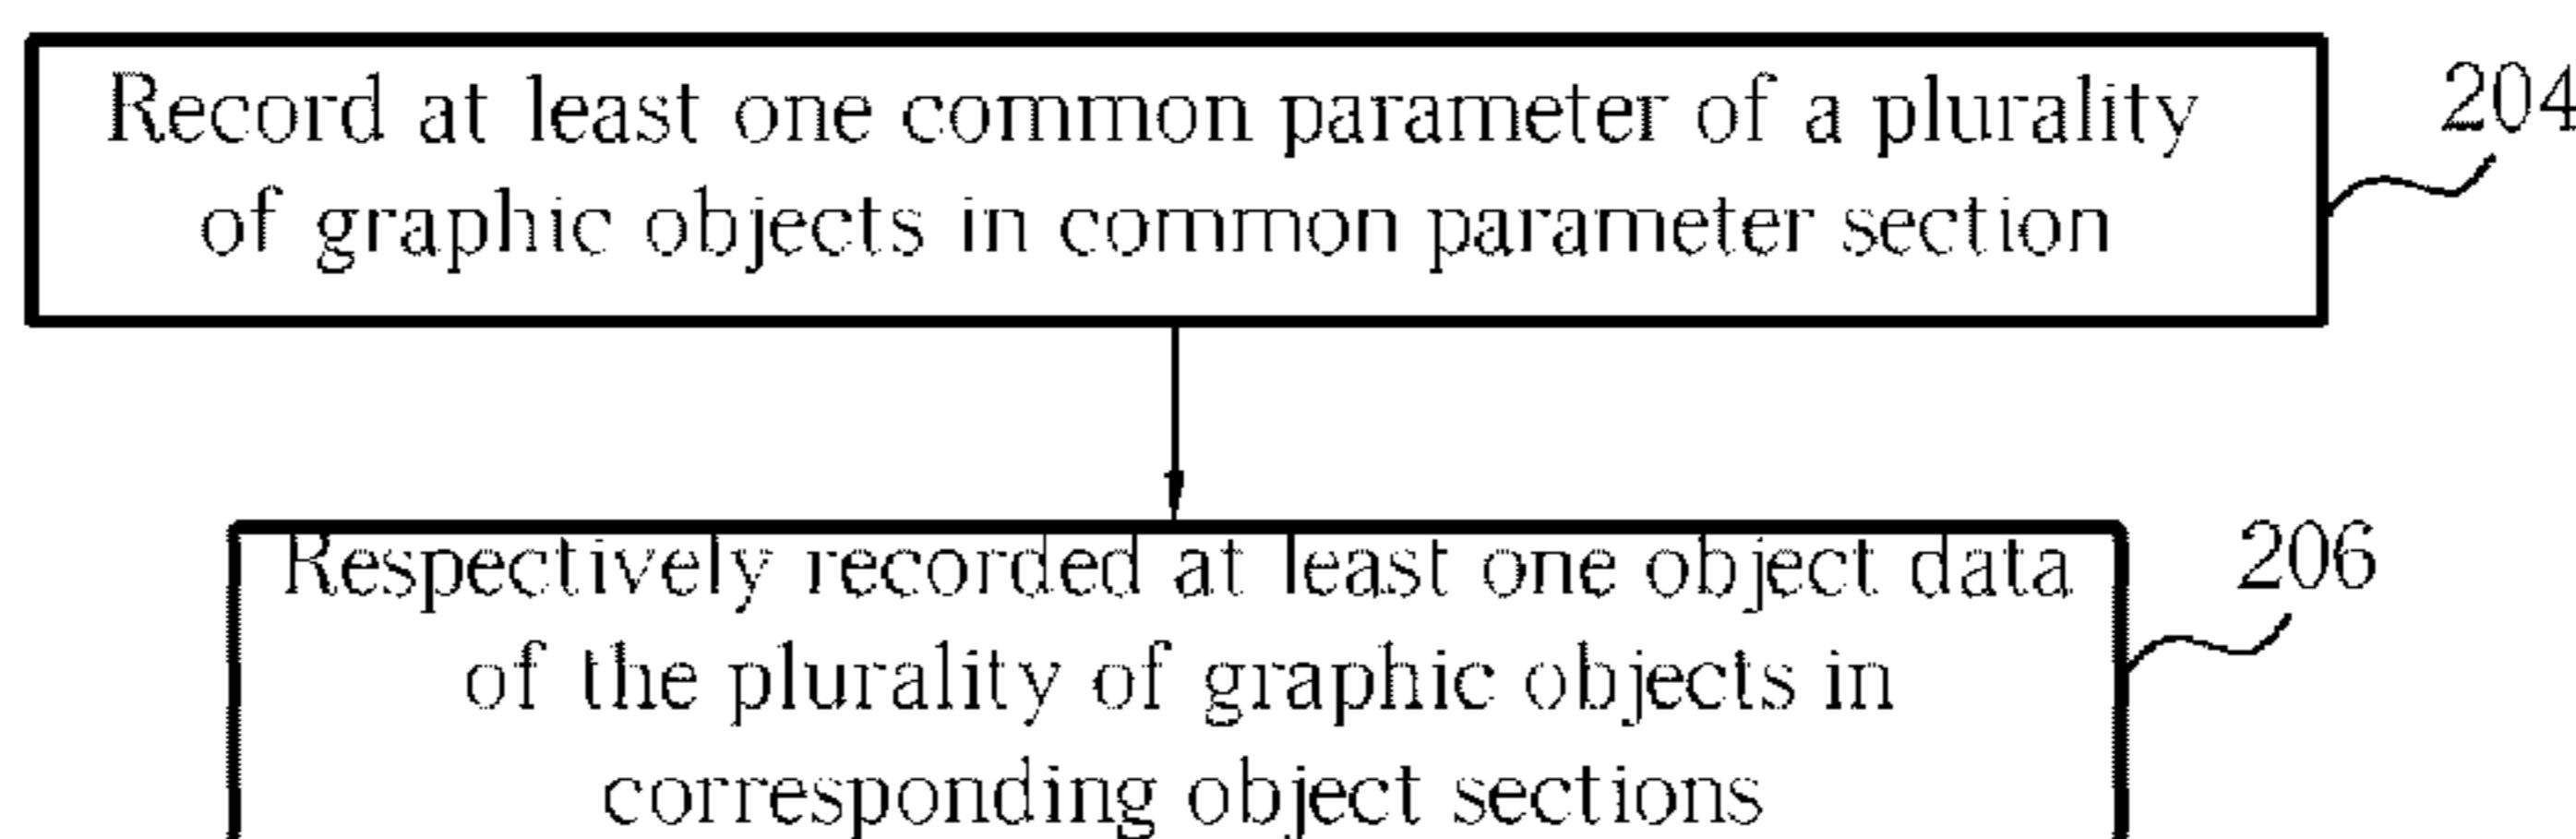 Record at least one common parameter of a plurality
of graphic objects in common parameter section
204
Respectively recorded at least one object data
of the plurality of graphic objects in
corresponding object sections
206